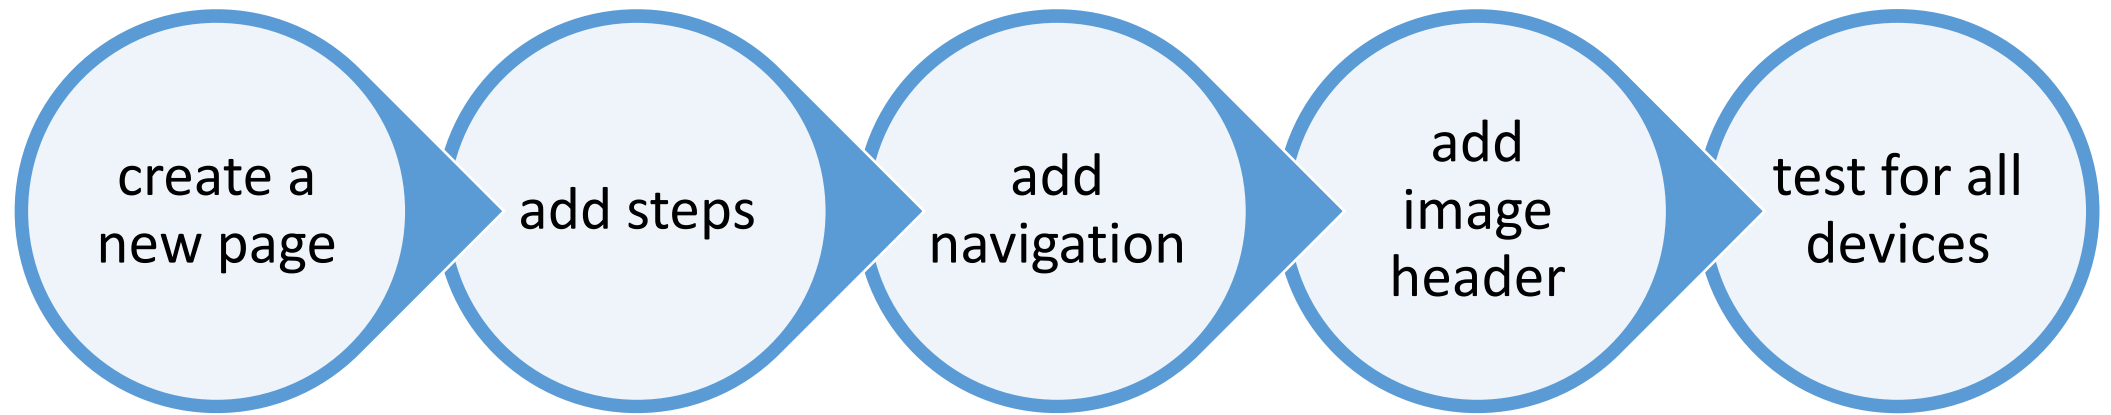 create a
new page
add steps
add
navigation
add
image
header
test for all
devices